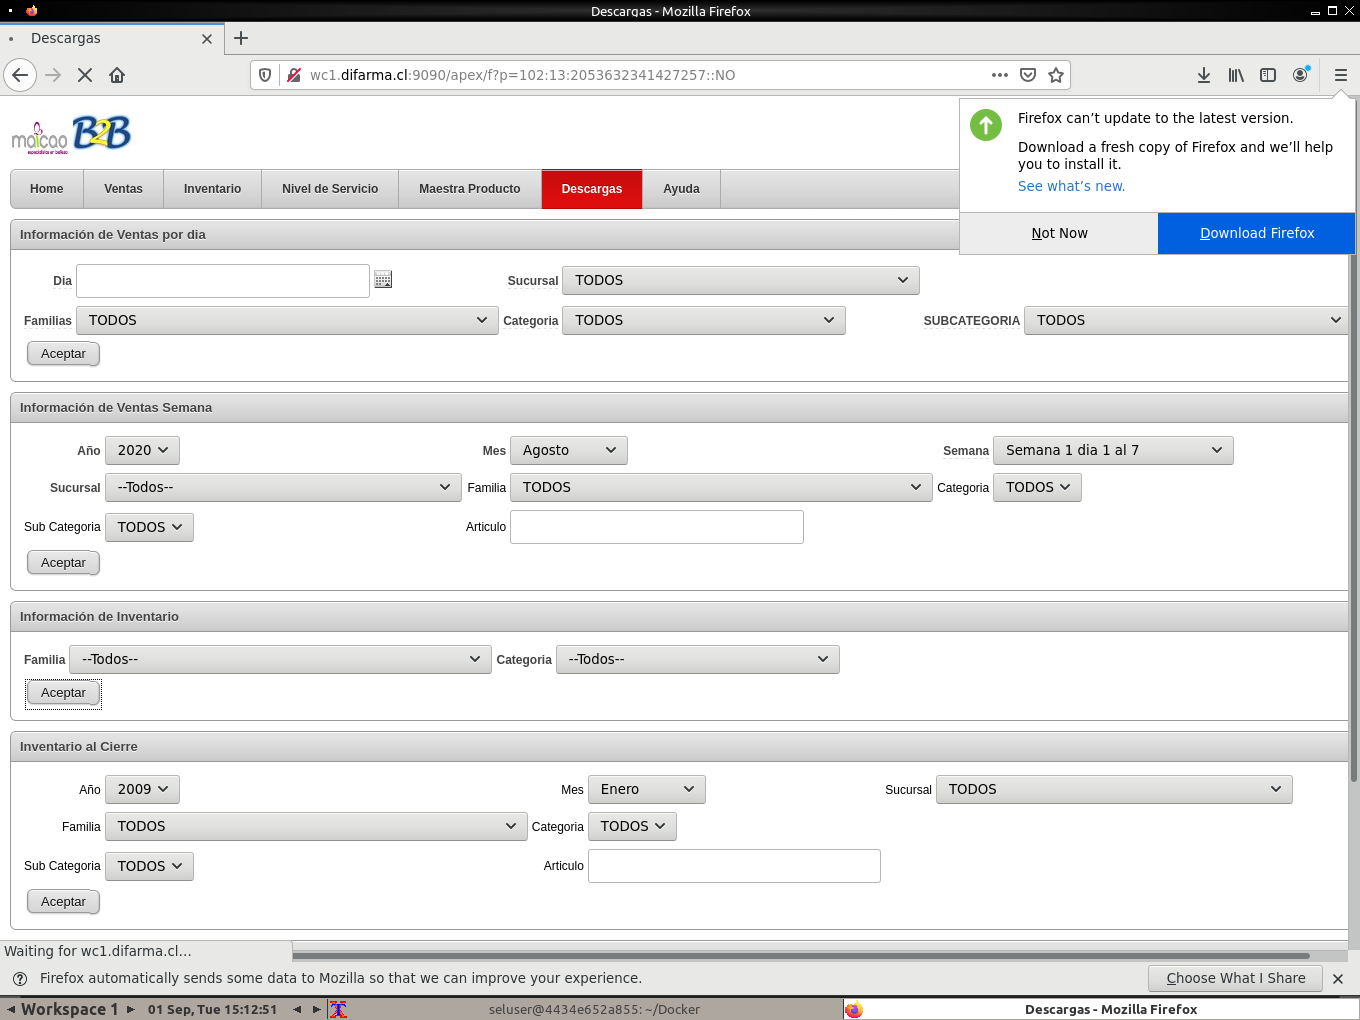 Descargas - Mozilla Firefox
Descargas
wc1.difarma.cl:9090/apex/f?p=102:13:2053632341427257::NO
Firefox can't update to the latest version.
Download a fresh copy of Firefox and we'll help
you to install it.
See what's new.
Not Now
Download Firefox
maicao B2B
Home
Ventas
Inventario
Nivel de Servicio
Maestra Producto
Descargas
Ayuda
Información de Ventas por dia
Dia
Sucursal TODOS
Familias TODOS
Categoria TODOS
SUBCATEGORIA TODOS
Aceptar
Información de Ventas Semana
Año 2020
Mes Agosto
Semana Semana 1 dia 1 al 7
Sucursal --Todos--
Familia TODOS
Categoria TODOS
Sub Categoria TODOS
Articulo
Aceptar
Información de Inventario
Familia --Todos--
Categoria --Todos--
Aceptar
Inventario al Cierre
Año 2009
Mes Enero
Sucursal TODOS
Familia TODOS
Categoria TODOS
Sub Categoria TODOS
Articulo
Aceptar
Waiting for wc1.difarma.cl...
Firefox automatically sends some data to Mozilla so that we can improve your experience.
Choose What I Share
Workspace 1
01 Sep, Tue 15:12:51
seluser@4434e652a855: ~/Docker
Descargas - Mozilla Firefox